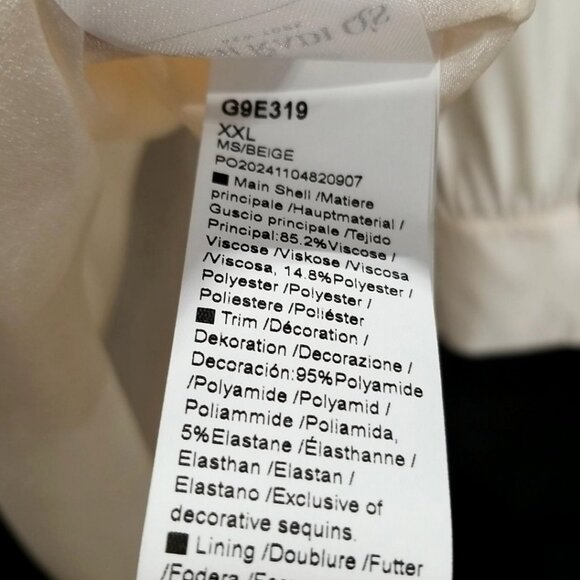 G9E319
XXL
MS/BEIGE
PO20241104820907
Main Shell /Matiere
principale /Hauptmaterial /
Guscio principale /Tejido
Principal:85.2%Viscose /
Viscose /Viskose /Viscosa
/Viscosa, 14.8%Polyester /
Polyester /Polyester /
Poliestere /Poliéster
Trim /Décoration /
Dekoration /Decorazione /
Decoración:95%Polyamide
/Polyamide /Polyamid /
Poliammide /Poliamida,
5%Elastane /Élasthanne /
Elasthan /Elastan /
Elastano /Exclusive of
decorative sequins.
Lining /Doublure /Futter
/Fodera